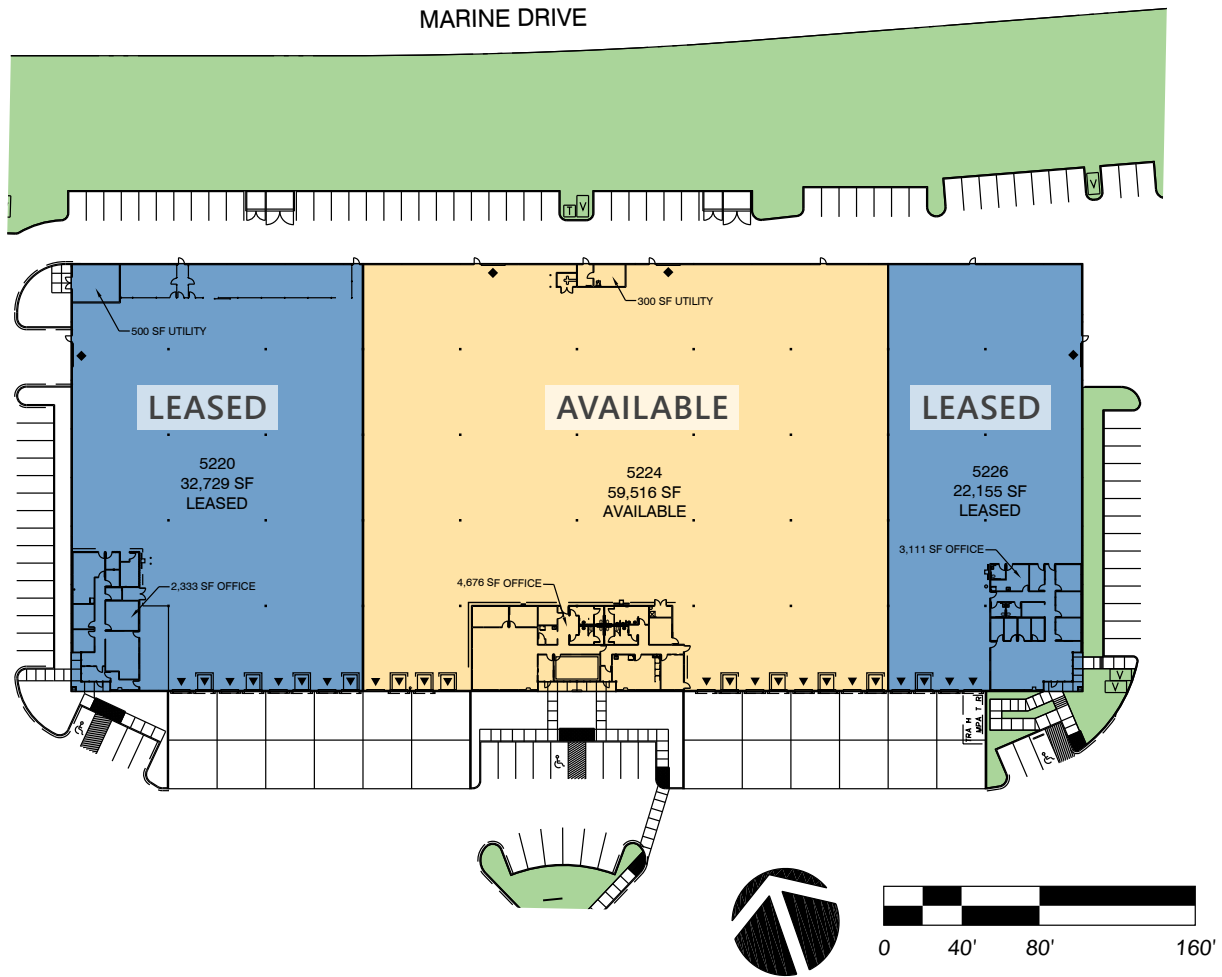 MARINE DRIVE
T
V
V
V
300 SF UTILITY
500 SF UTILITY
LEASED
AVAILABLE
LEASED
5220
32,729 SF
LEASED
5224
59,516 SF
AVAILABLE
5226
22,155 SF
LEASED
3,111 SF OFFICE
2,333 SF OFFICE
4,676 SF OFFICE
V
V
0 40' 80' 160'